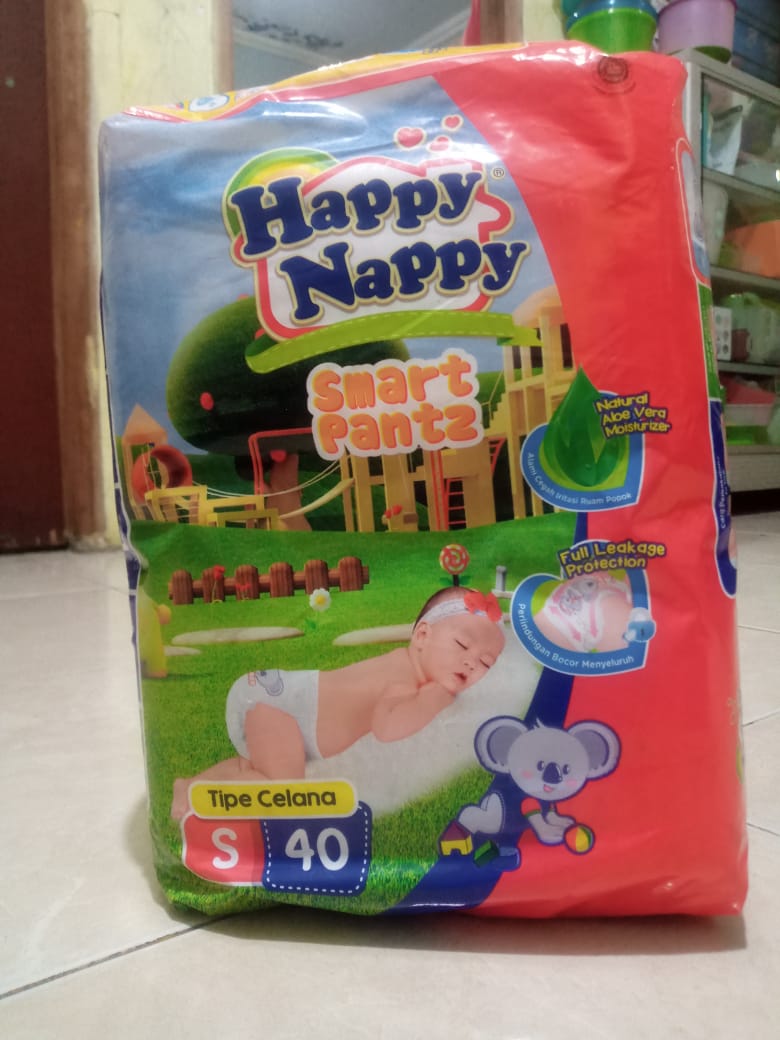 Happy
Nappy
®
Smart
Pantz
Natural
Aloe Vera
Moisturizer
Alami Cegah Iritasi Ruam Popok
Full Leakage
Protection
Perlindungan Bocor Menyeluruh
Tipe Celana
S 40